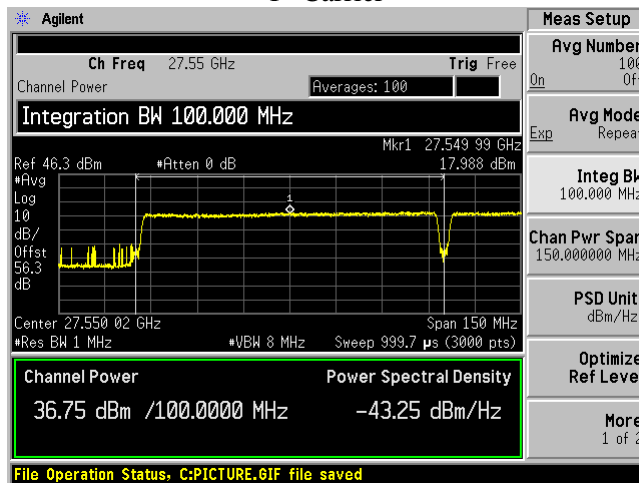 1 Carrier
Agilent
Ch Freq 27.55 GHz Trig Free
Channel Power Averages: 100
Integration BW 100.000 MHz
Mkr1 27.549 99 GHz
Ref 46.3 dBm #Atten 0 dB 17.988 dBm
#Avg
Log
10
dB/
Offst
56.3
dB
1
Center 27.550 02 GHz Span 150 MHz
#Res BW 1 MHz #VBW 8 MHz Sweep 999.7 µs (3000 pts)
Channel Power Power Spectral Density
36.75 dBm /100.0000 MHz -43.25 dBm/Hz
File Operation Status, C:PICTURE.GIF file saved
Meas Setup
Avg Number
100
On Of
Avg Mode
Exp Repeat
Integ BW
100.000 MHz
Chan Pwr Span
150.000000 MHz
PSD Unit
dBm/Hz
Optimize
Ref Level
More
1 of 2